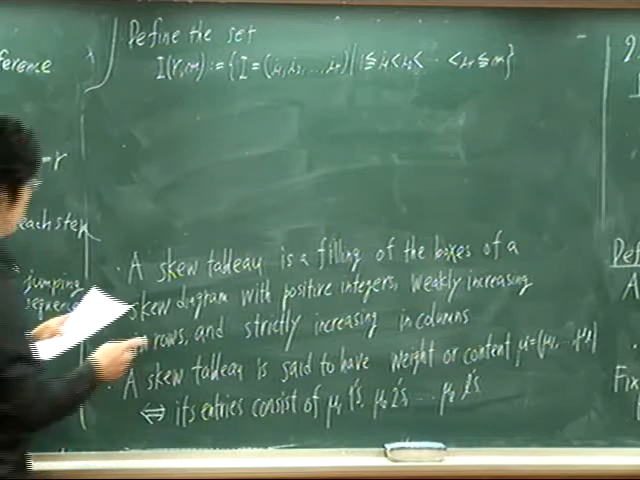 ference
-r
each step
jumping
sequence
Define the set
I(r,m) := { I = (i₁, i₂, ..., iᵣ) | 1 ≦ i₁ < i₂ < ··· < iᵣ ≦ m }
· A skew tableau is a filling of the boxes of a
skew diagram with positive integers, weakly increasing
in rows, and strictly increasing in columns
· A skew tableau is said to have weight or content μ=(μ₁, ... μℓ)
⇔ its entries consist of μ₁ 1's, μ₂ 2's ... μℓ ℓ's
Def
A
Fix